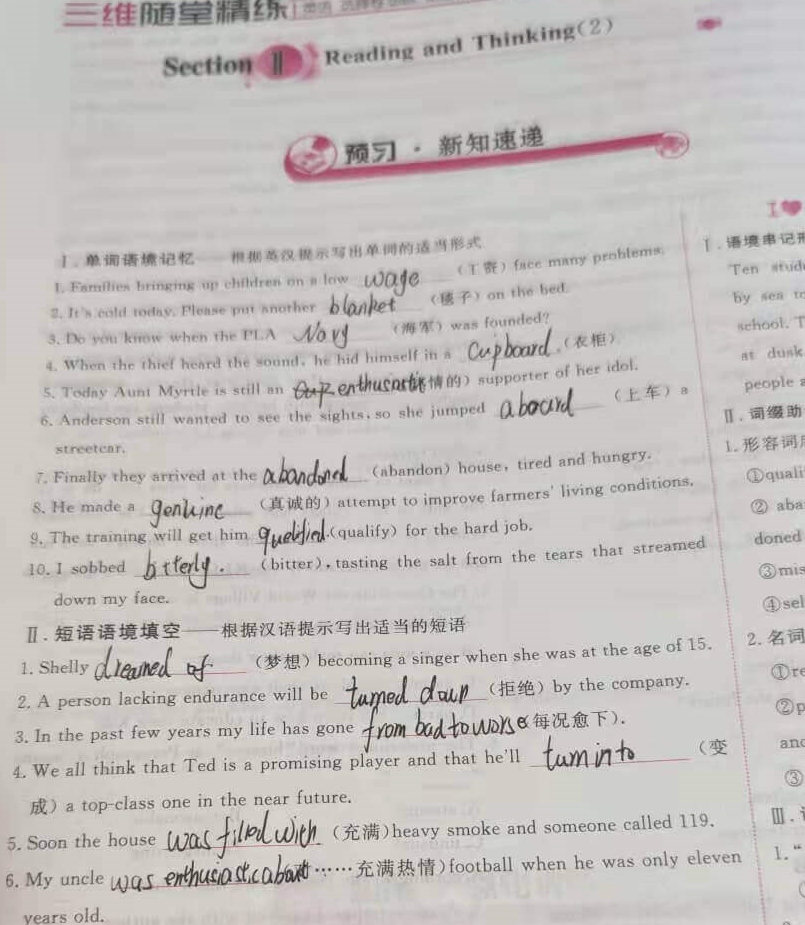 三维随堂精练
Section Ⅱ Reading and Thinking(2)
预习·新知速递
Ⅰ.单词语境记忆——根据英汉提示写出单词的适当形式
1. Families bringing up children on a low wage (工资) face many problems.
2. It's cold today. Please put another blanket (毯子) on the bed.
3. Do you know when the PLA Navy (海军) was founded?
4. When the thief heard the sound, he hid himself in a Cupboard. (衣柜)
5. Today Aunt Myrtle is still an enthusiastic 情的) supporter of her idol.
6. Anderson still wanted to see the sights, so she jumped aboard (上车) a
streetcar.
7. Finally they arrived at the abandoned (abandon) house, tired and hungry.
8. He made a genuine (真诚的) attempt to improve farmers' living conditions.
9. The training will get him qualified. (qualify) for the hard job.
10. I sobbed bitterly. (bitter), tasting the salt from the tears that streamed
down my face.
Ⅱ.短语语境填空——根据汉语提示写出适当的短语
1. Shelly dreamed of. (梦想) becoming a singer when she was at the age of 15.
2. A person lacking endurance will be turned down (拒绝) by the company.
3. In the past few years my life has gone from bad to worse 每况愈下).
4. We all think that Ted is a promising player and that he'll turn into (变
成) a top-class one in the near future.
5. Soon the house was filled with (充满)heavy smoke and someone called 119.
6. My uncle was enthusiastic about ……充满热情)football when he was only eleven
years old.
Ⅰ.语境串记
Ten stud
by sea to
school. T
at dusk
people a
Ⅱ.词缀助
1.形容词
①quali
②aba
doned
③mis
④sel
2.名词
①re
②p
and
③
Ⅲ.
1. "